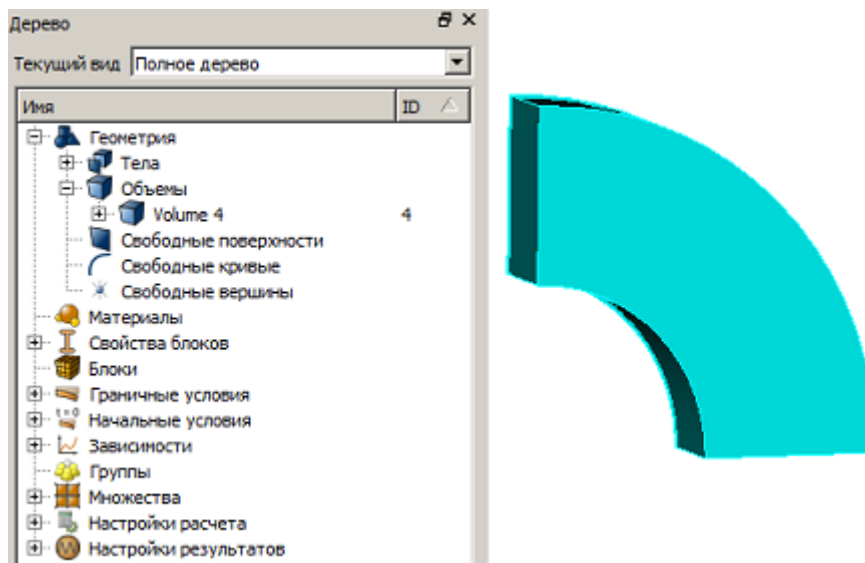 Дерево
Текущий вид Полное дерево
Имя ID
Геометрия
Тела
Объемы
Volume 4 4
Свободные поверхности
Свободные кривые
Свободные вершины
Материалы
Свойства блоков
Блоки
Граничные условия
t=0 Начальные условия
Зависимости
Группы
Множества
Настройки расчета
Настройки результатов